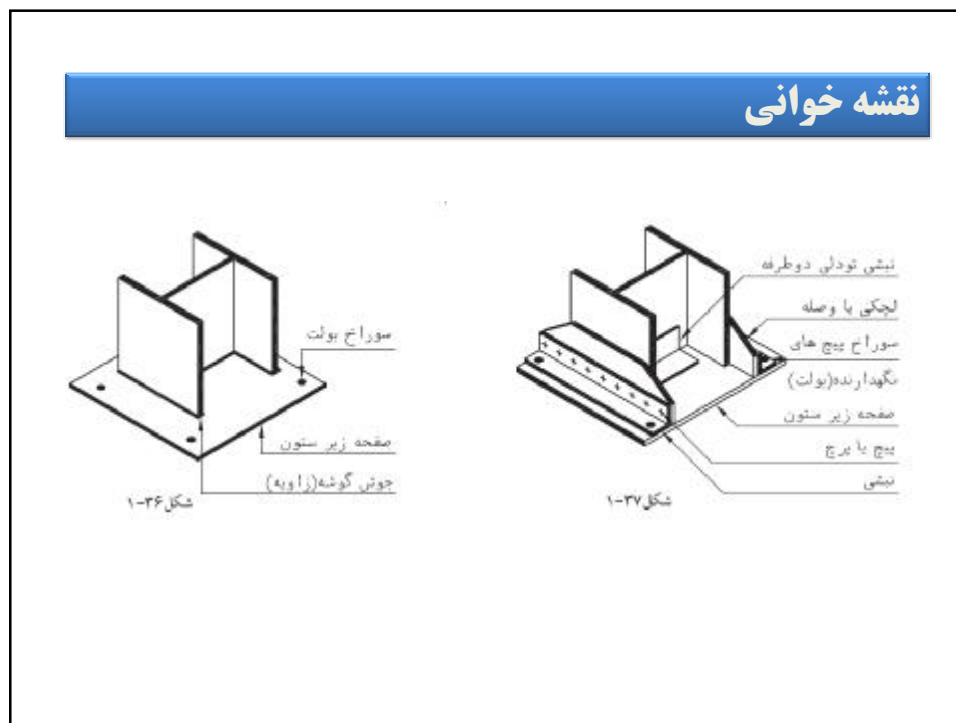 نقشه خوانی
نبشی تودلی دوطرفه
لچکی یا وصله
سوراخ پیچ های
نگهدارنده(بولت)
صفحه زیر ستون
پیچ یا پرچ
نبشی
شکل۳۷-۱
سوراخ بولت
صفحه زیر ستون
جوش گوشه(زاویه)
شکل۳۶-۱